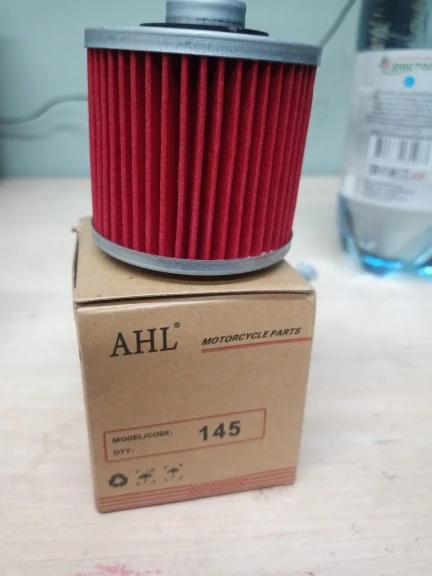 AHL®
MOTORCYCLE PARTS
MODEL/CODE: 145
QTY: